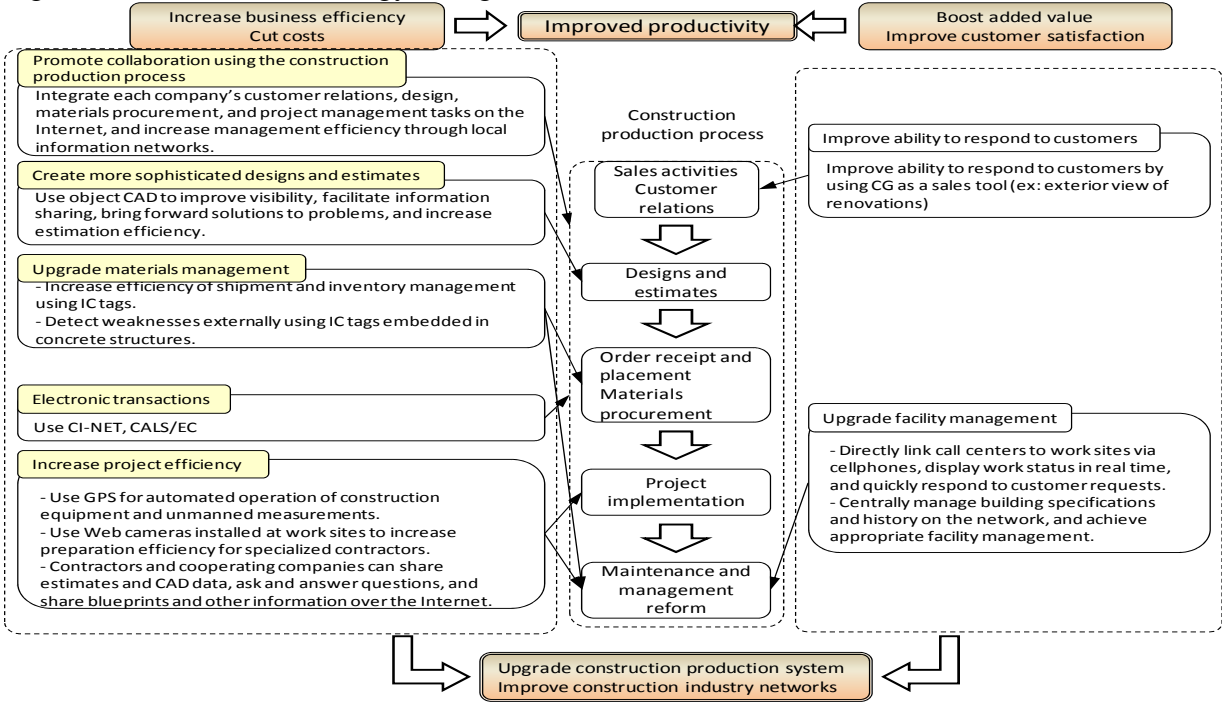 Increase business efficiency
Cut costs
Improved productivity
Boost added value
Improve customer satisfaction
Promote collaboration using the construction
production process
Integrate each company's customer relations, design,
materials procurement, and project management tasks on the
Internet, and increase management efficiency through local
information networks.
Create more sophisticated designs and estimates
Use object CAD to improve visibility, facilitate information
sharing, bring forward solutions to problems, and increase
estimation efficiency.
Upgrade materials management
- Increase efficiency of shipment and inventory management
using IC tags.
- Detect weaknesses externally using IC tags embedded in
concrete structures.
Electronic transactions
Use CI-NET, CALS/EC
Increase project efficiency
- Use GPS for automated operation of construction
equipment and unmanned measurements.
- Use Web cameras installed at work sites to increase
preparation efficiency for specialized contractors.
- Contractors and cooperating companies can share
estimates and CAD data, ask and answer questions, and
share blueprints and other information over the Internet.
Construction
production process
Sales activities
Customer
relations
Designs and
estimates
Order receipt and
placement
Materials
procurement
Project
implementation
Maintenance and
management
reform
Improve ability to respond to customers
Improve ability to respond to customers by
using CG as a sales tool (ex: exterior view of
renovations)
Upgrade facility management
- Directly link call centers to work sites via
cellphones, display work status in real time,
and quickly respond to customer requests.
- Centrally manage building specifications
and history on the network, and achieve
appropriate facility management.
Upgrade construction production system
Improve construction industry networks